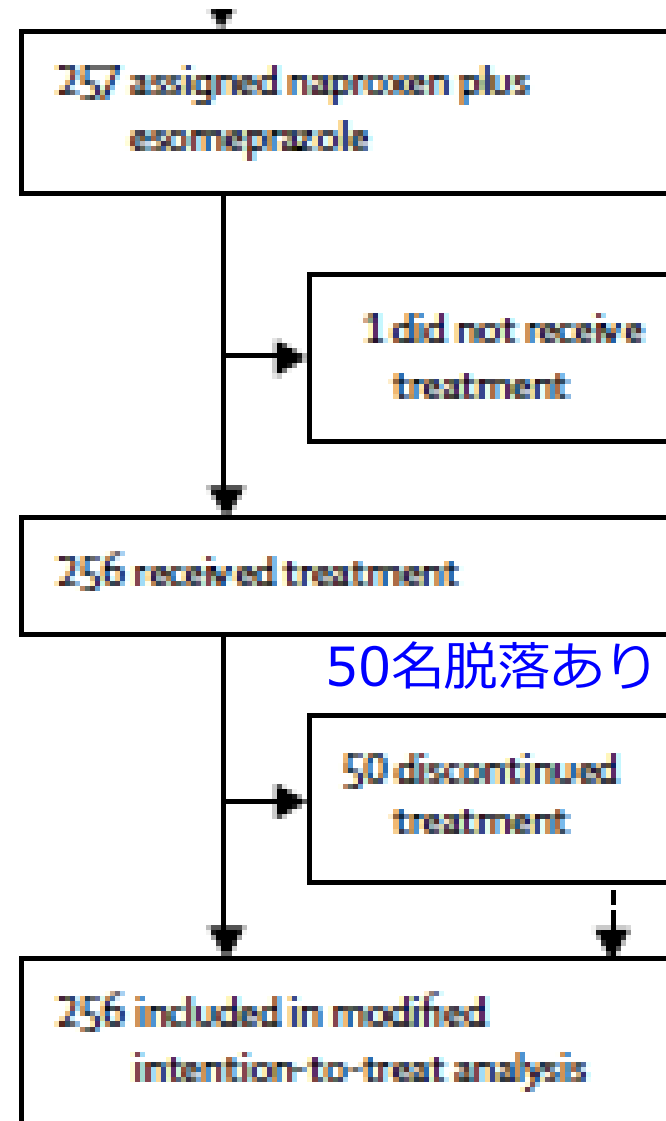 257 assigned naproxen plus
esomeprazole
1 did not receive
treatment
256 received treatment
50名脱落あり
50 discontinued
treatment
256 included in modified
intention-to-treat analysis